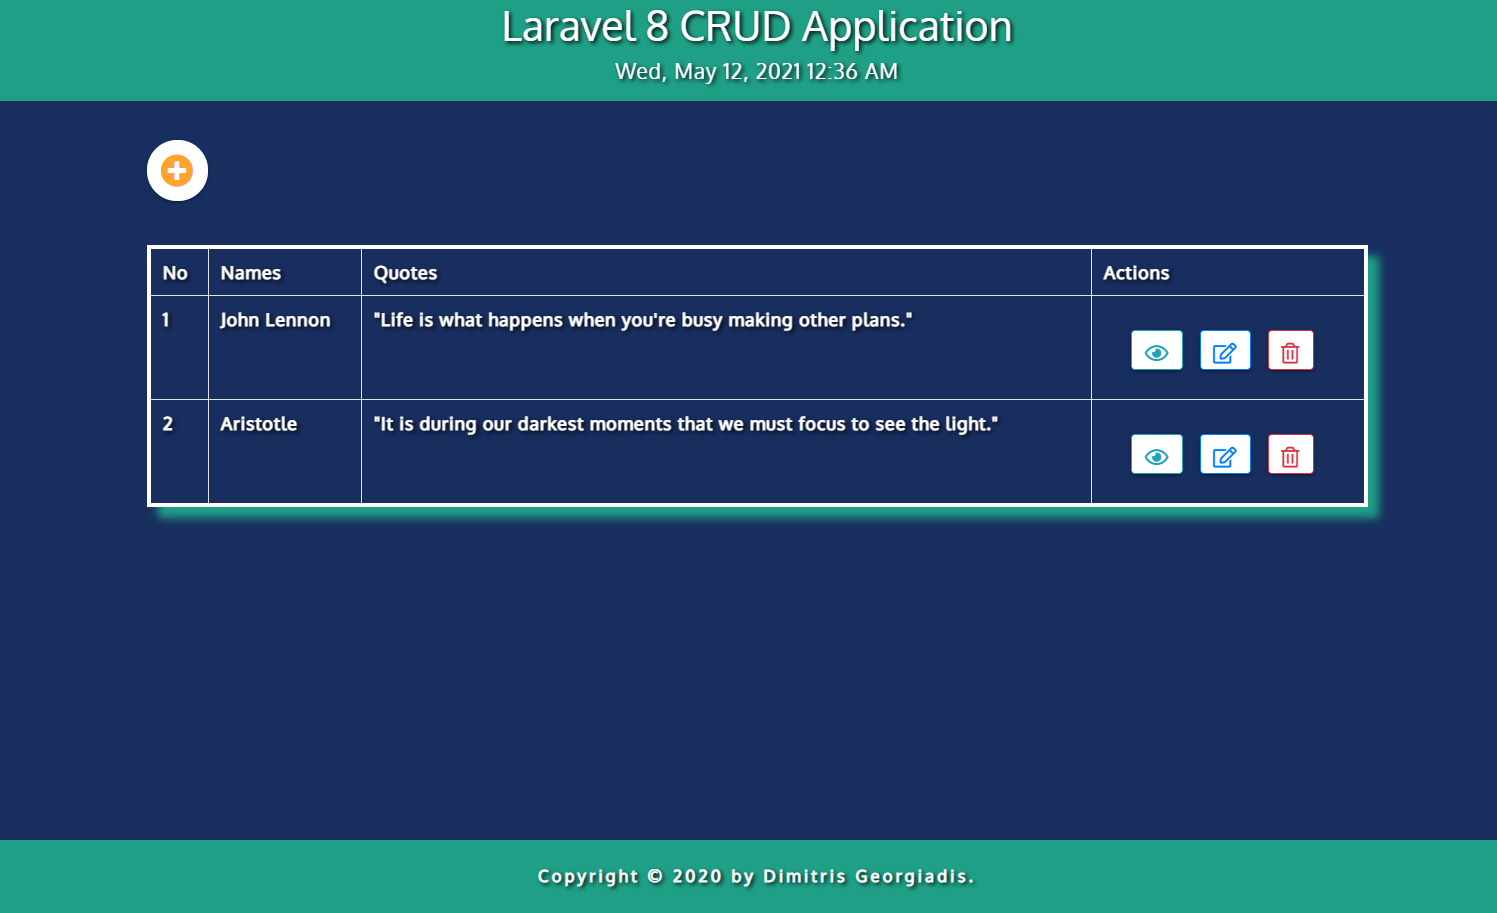 Laravel 8 CRUD Application
Wed, May 12, 2021 12:36 AM
No Names Quotes Actions
1 John Lennon "Life is what happens when you're busy making other plans."
2 Aristotle "It is during our darkest moments that we must focus to see the light."
Copyright © 2020 by Dimitris Georgiadis.